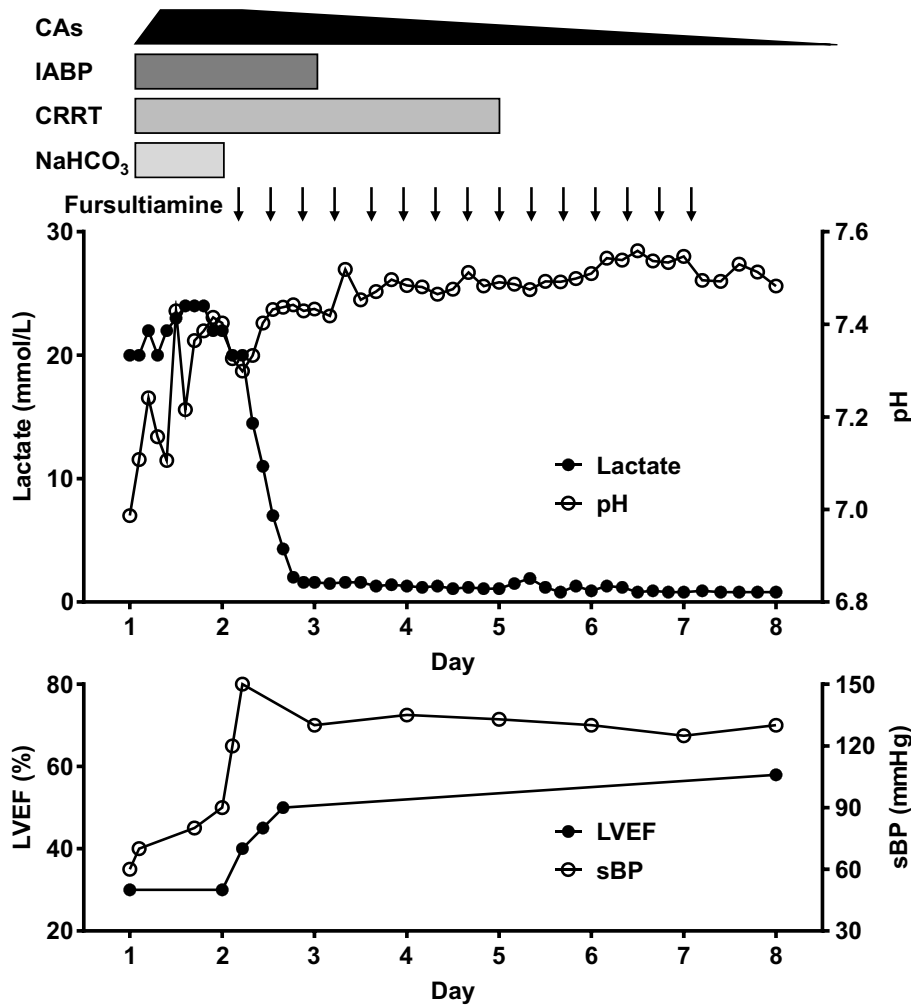 CAs
IABP
CRRT
NaHCO₃
Fursultiamine
30
20
10
0
Lactate (mmol/L)
7.6
7.4
7.2
7.0
6.8
pH
Lactate
pH
1 2 3 4 5 6 7 8
Day
80
60
40
20
LVEF (%)
150
120
90
60
30
sBP (mmHg)
LVEF
sBP
1 2 3 4 5 6 7 8
Day